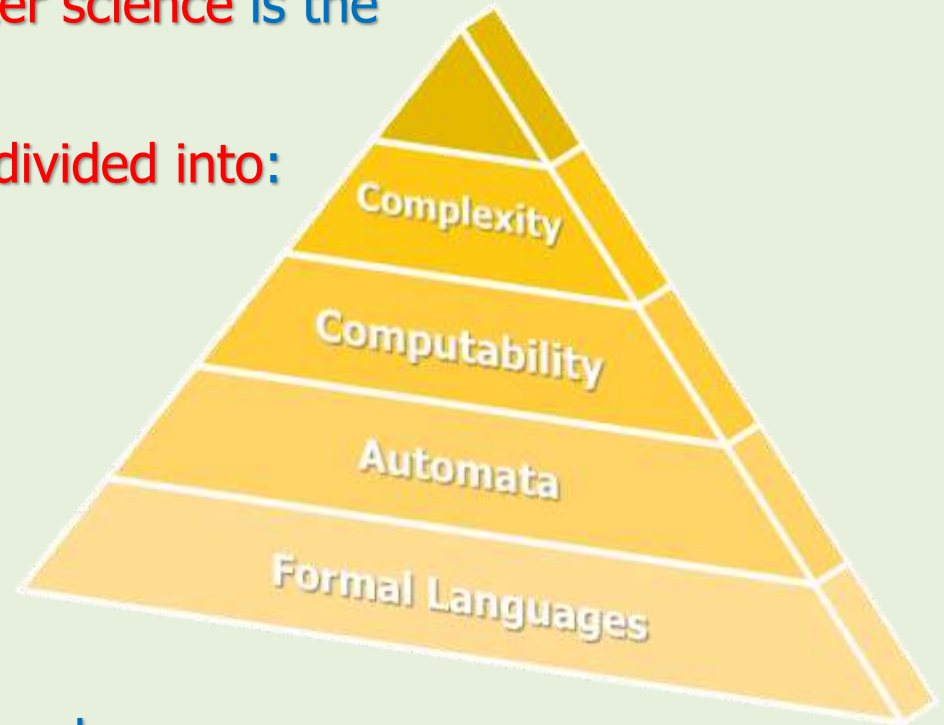 er science is the
divided into:
Complexity
Computability
Automata
Formal Languages